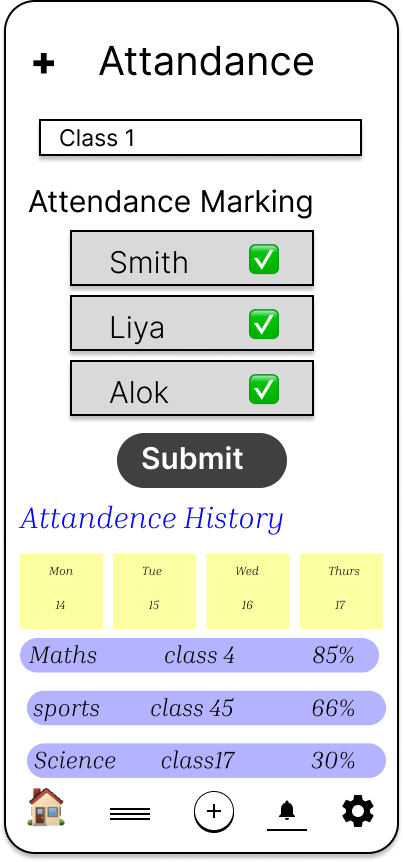 Attandance
Class 1
Attendance Marking
Smith
Liya
Alok
Submit
Attandence History
Mon Tue Wed Thurs
14 15 16 17
Maths class 4 85%
sports class 45 66%
Science class17 30%